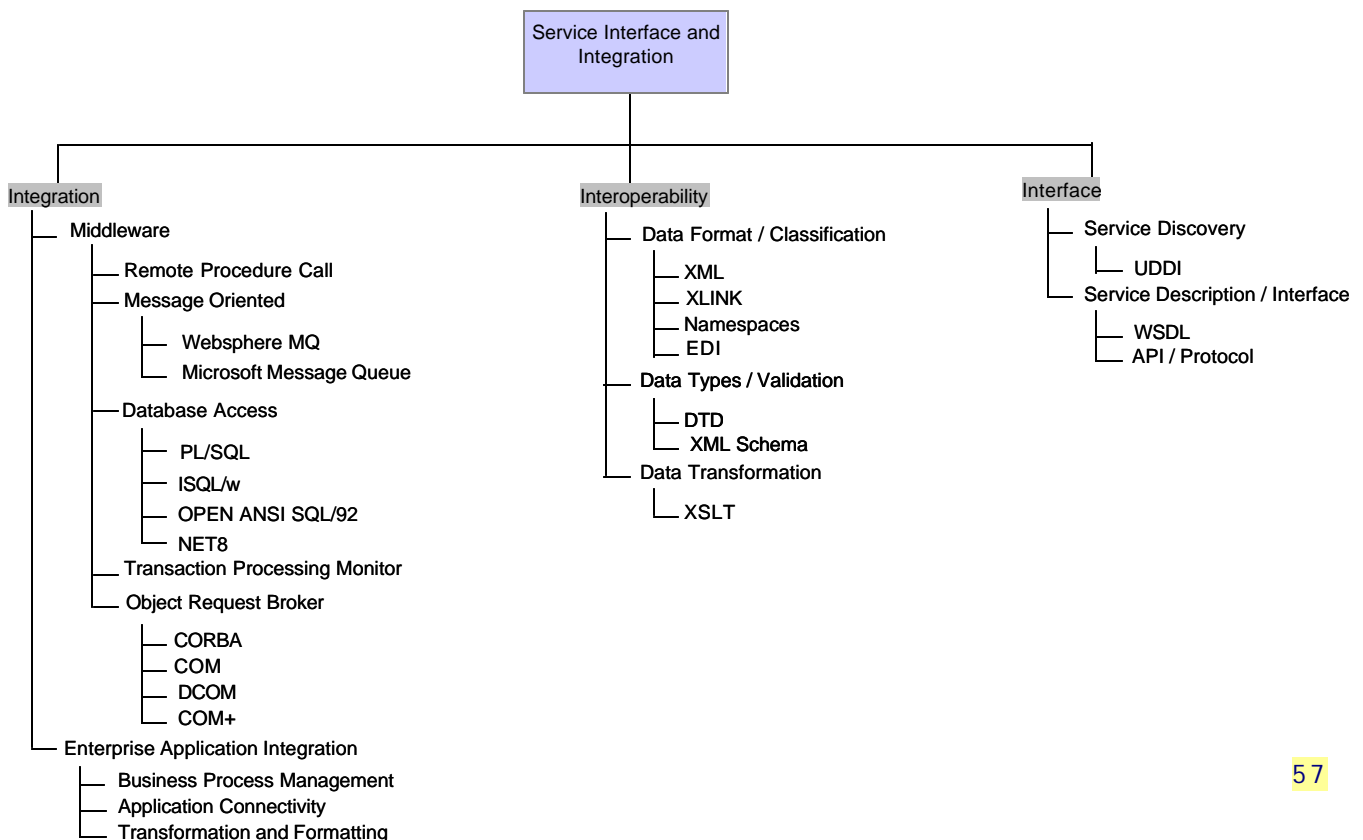 Service Interface and
Integration
Integration
Middleware
Remote Procedure Call
Message Oriented
Websphere MQ
Microsoft Message Queue
Database Access
PL/SQL
ISQL/w
OPEN ANSI SQL/92
NET8
Transaction Processing Monitor
Object Request Broker
CORBA
COM
DCOM
COM+
Enterprise Application Integration
Business Process Management
Application Connectivity
Transformation and Formatting
Interoperability
Data Format / Classification
XML
XLINK
Namespaces
EDI
Data Types / Validation
DTD
XML Schema
Data Transformation
XSLT
Interface
Service Discovery
UDDI
Service Description / Interface
WSDL
API / Protocol
57